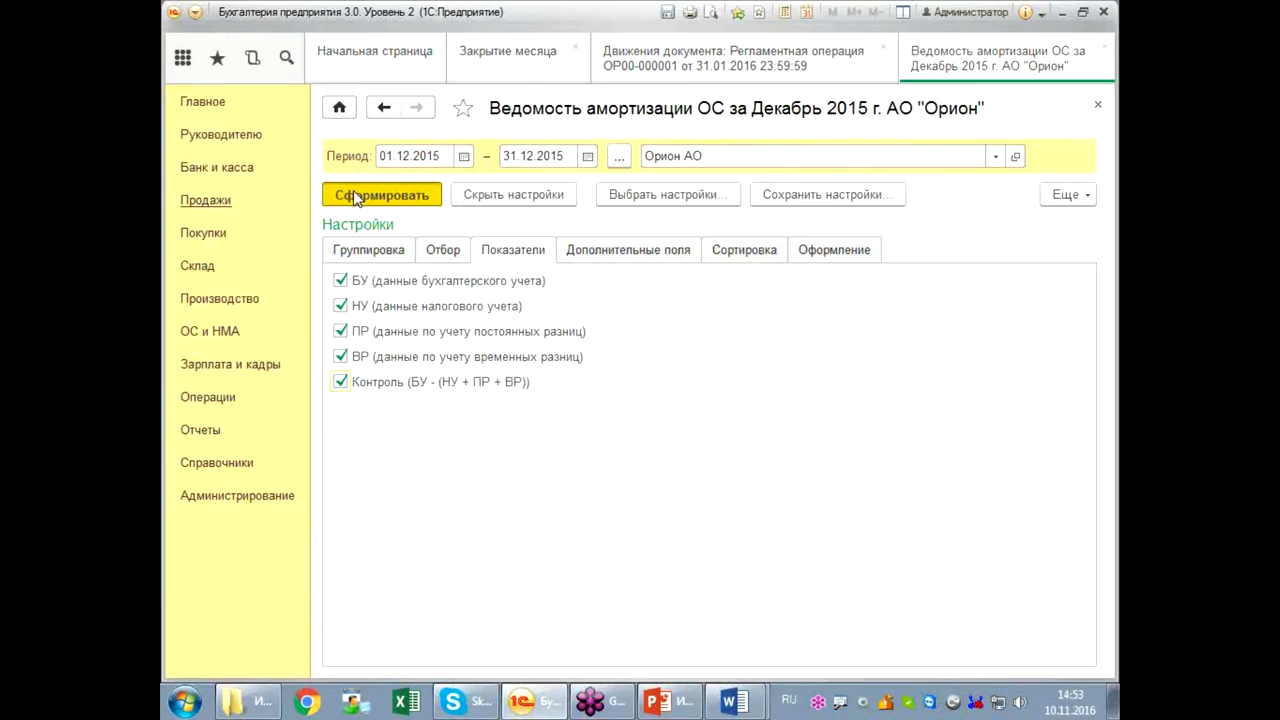 Бухгалтерия предприятия 3.0. Уровень 2 (1С:Предприятие)
M M+ M-
Администратор
Начальная страница
Закрытие месяца
Движения документа: Регламентная операция
ОР00-000001 от 31.01.2016 23:59:59
Ведомость амортизации ОС за
Декабрь 2015 г. АО "Орион"
Главное
Руководителю
Банк и касса
Продажи
Покупки
Склад
Производство
ОС и НМА
Зарплата и кадры
Операции
Отчеты
Справочники
Администрирование
Ведомость амортизации ОС за Декабрь 2015 г. АО "Орион"
Период: 01.12.2015 – 31.12.2015 ... Орион АО
Сформировать Скрыть настройки Выбрать настройки... Сохранить настройки... Еще
Настройки
Группировка Отбор Показатели Дополнительные поля Сортировка Оформление
БУ (данные бухгалтерского учета)
НУ (данные налогового учета)
ПР (данные по учету постоянных разниц)
ВР (данные по учету временных разниц)
Контроль (БУ - (НУ + ПР + ВР))
И... Sk... Бу... G... И... RU 14:53
10.11.2016